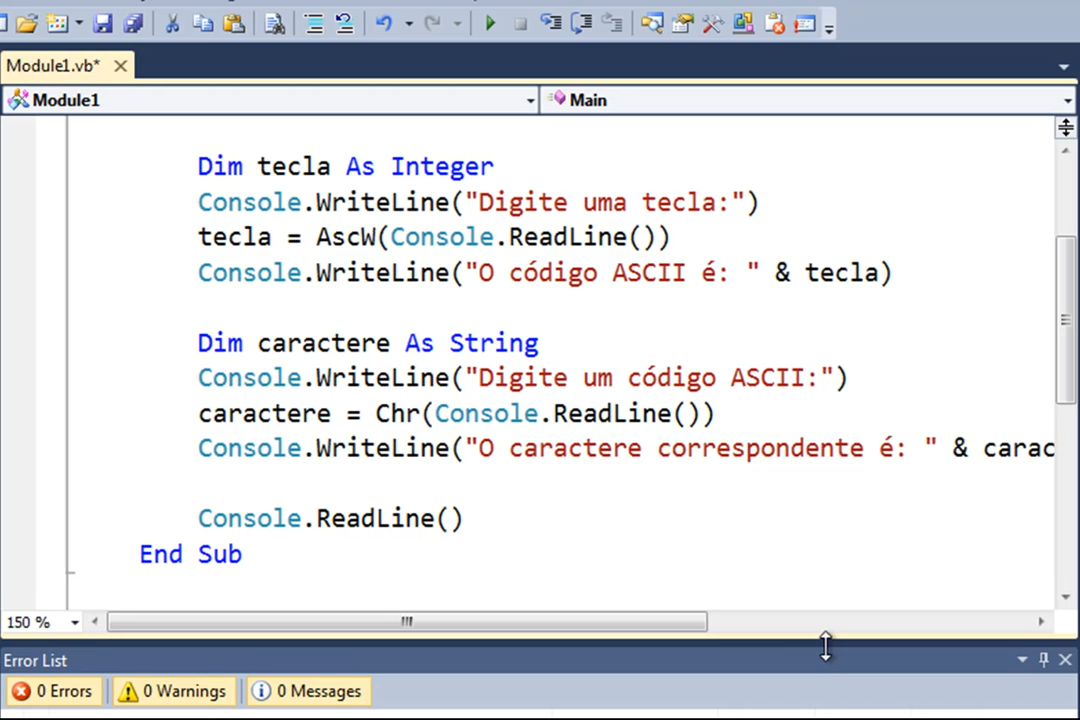 Module1.vb*
Module1 Main
Dim tecla As Integer
Console.WriteLine("Digite uma tecla:")
tecla = AscW(Console.ReadLine())
Console.WriteLine("O código ASCII é: " & tecla)
Dim caractere As String
Console.WriteLine("Digite um código ASCII:")
caractere = Chr(Console.ReadLine())
Console.WriteLine("O caractere correspondente é: " & carac
Console.ReadLine()
End Sub
150 %
Error List
0 Errors 0 Warnings 0 Messages